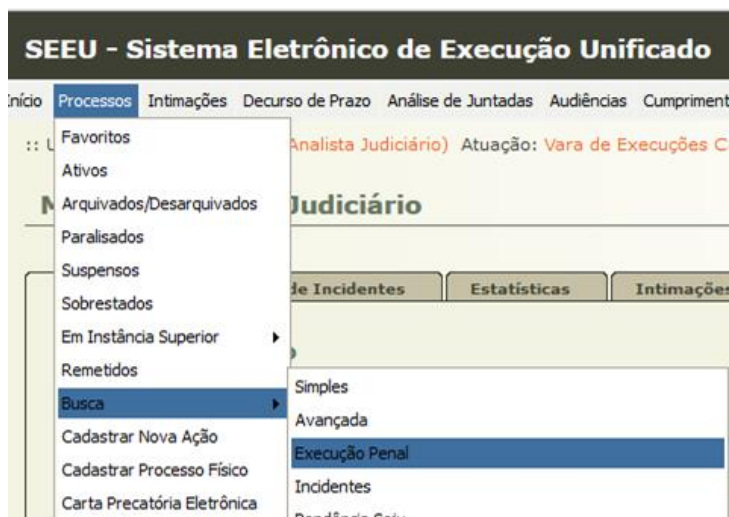 SEEU - Sistema Eletrônico de Execução Unificado
Início Processos Intimações Decurso de Prazo Análise de Juntadas Audiências Cumpriment
:: Analista Judiciário) Atuação: Vara de Execuções C
Favoritos
Ativos
Arquivados/Desarquivados Judiciário
Paralisados
Suspensos
de Incidentes Estatísticas Intimações
Sobrestados
Em Instância Superior
Remetidos
Busca
Cadastrar Nova Ação
Cadastrar Processo Físico
Carta Precatória Eletrônica
Simples
Avançada
Execução Penal
Incidentes